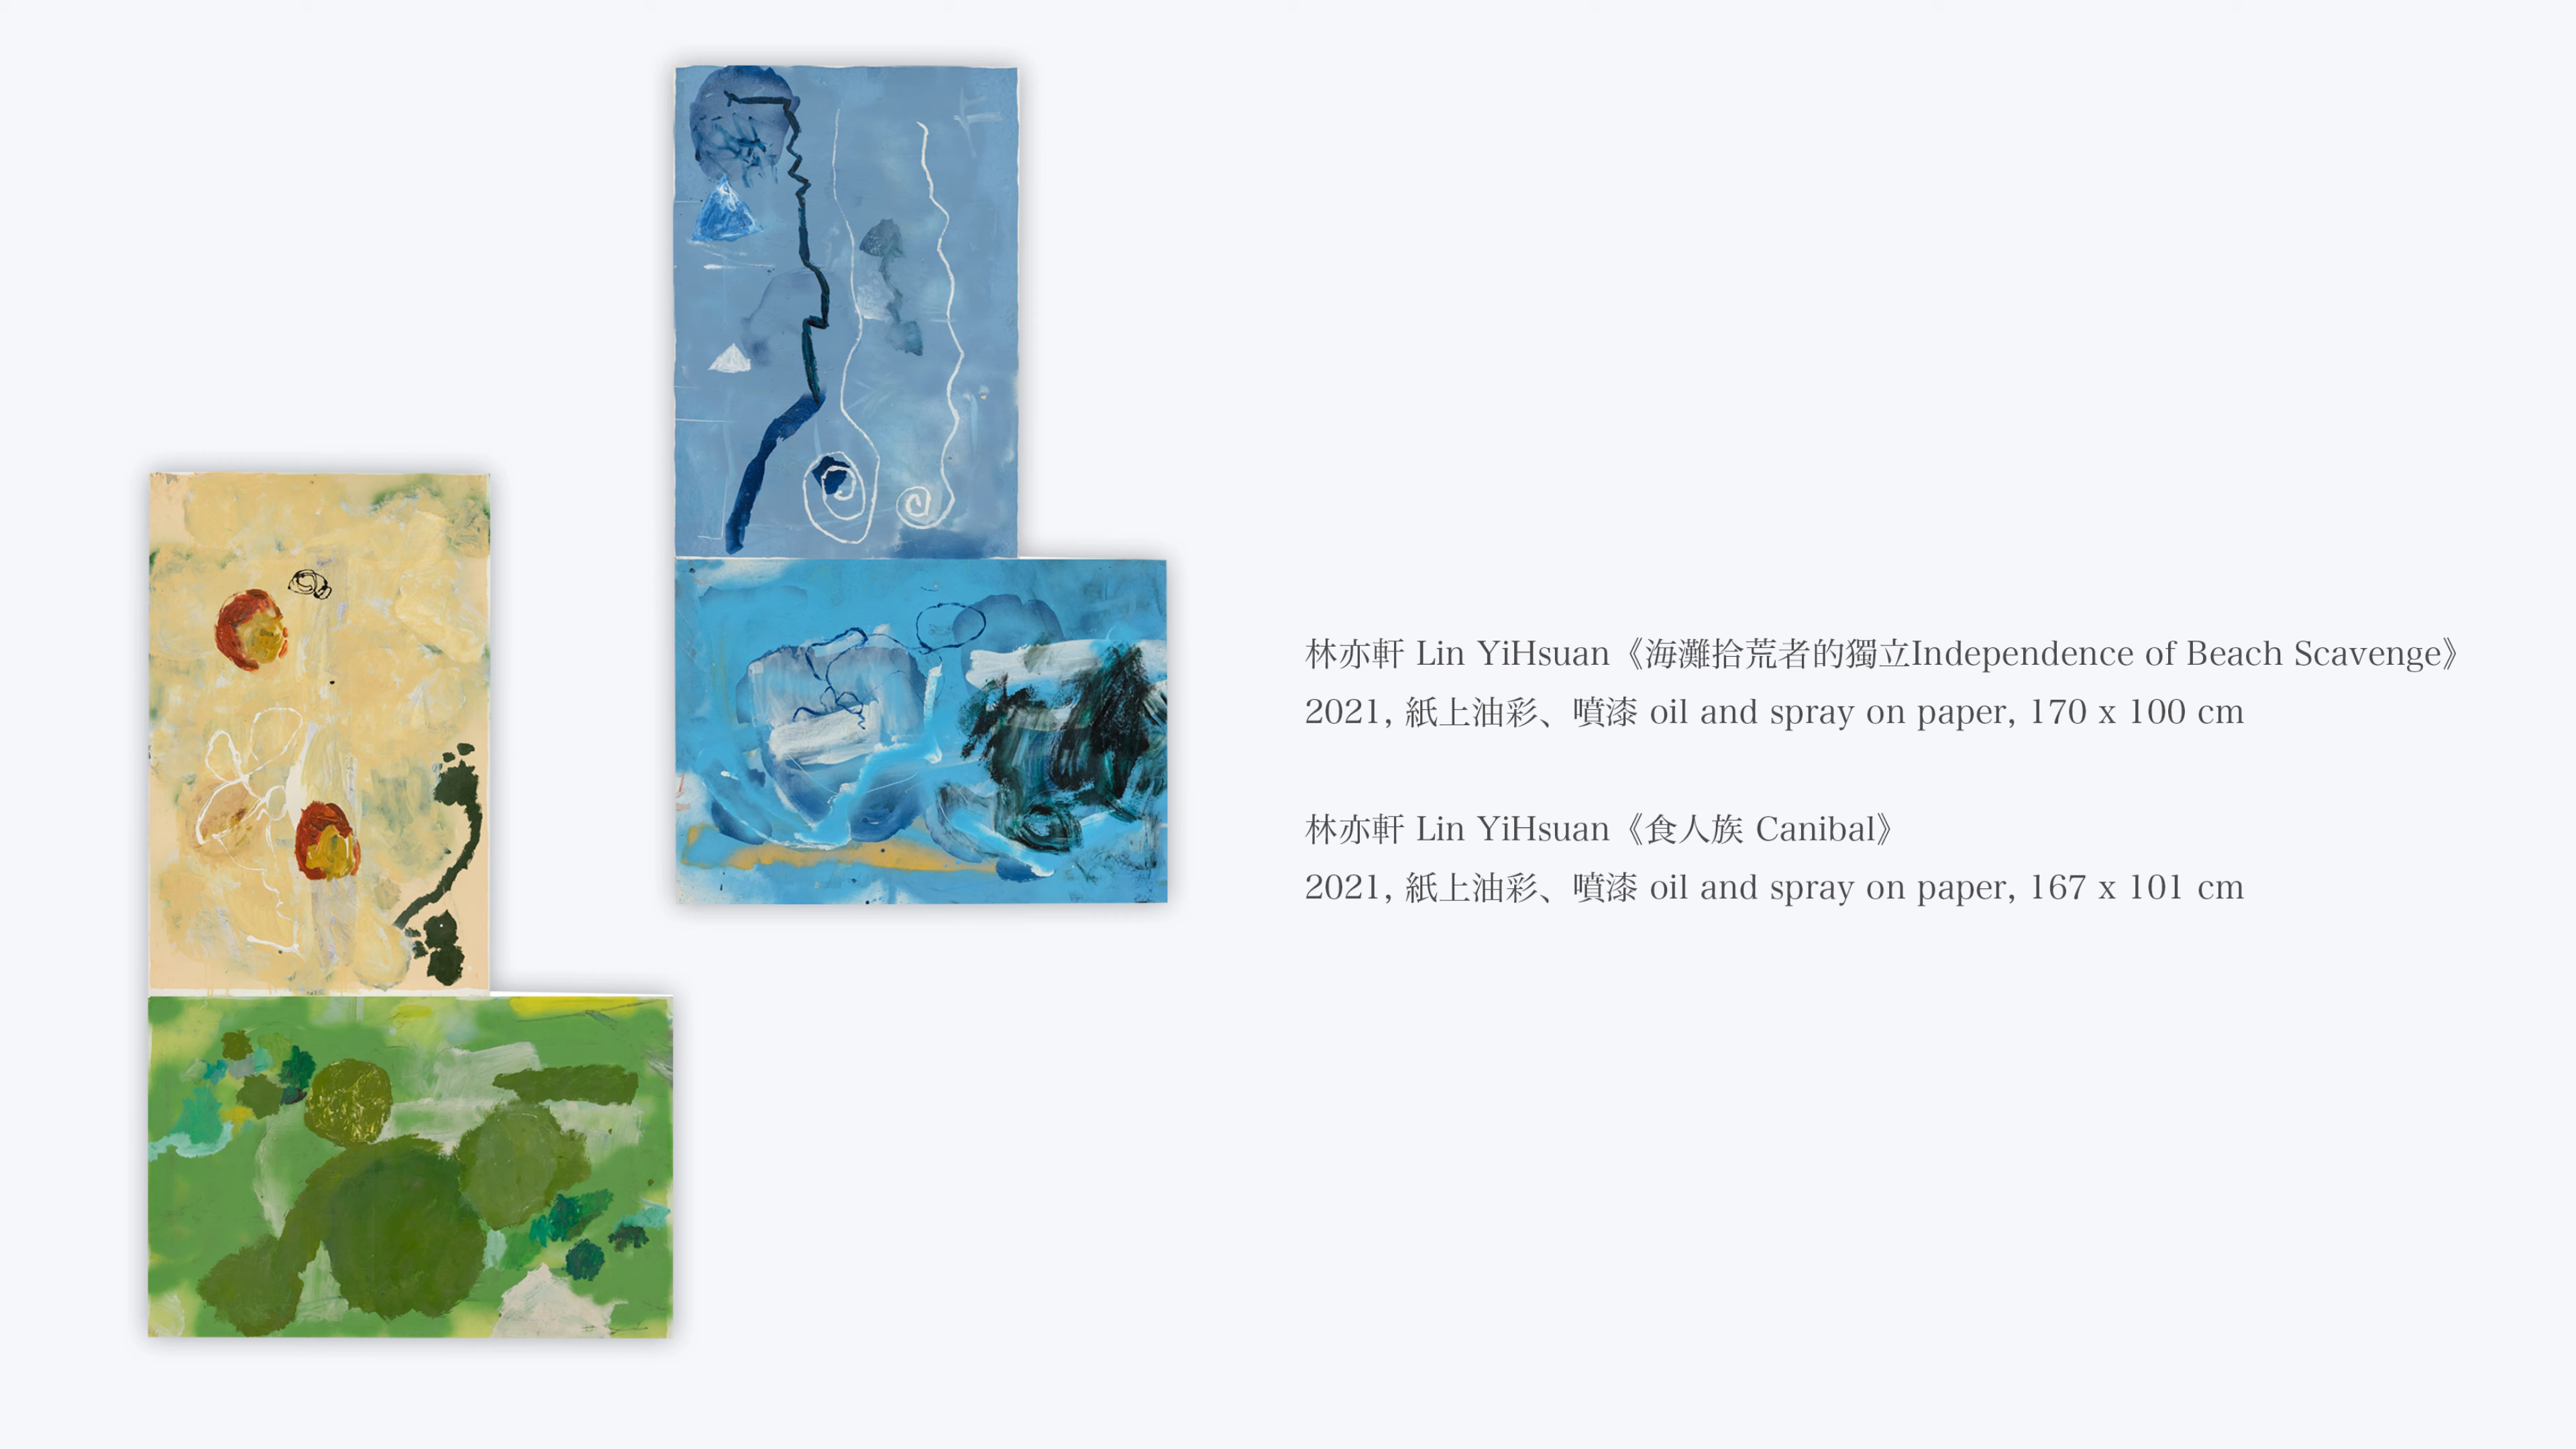 林亦軒 Lin YiHsuan《海灘拾荒者的獨立Independence of Beach Scavenge》
2021, 紙上油彩、噴漆 oil and spray on paper, 170 x 100 cm
林亦軒 Lin YiHsuan《食人族 Canibal》
2021, 紙上油彩、噴漆 oil and spray on paper, 167 x 101 cm